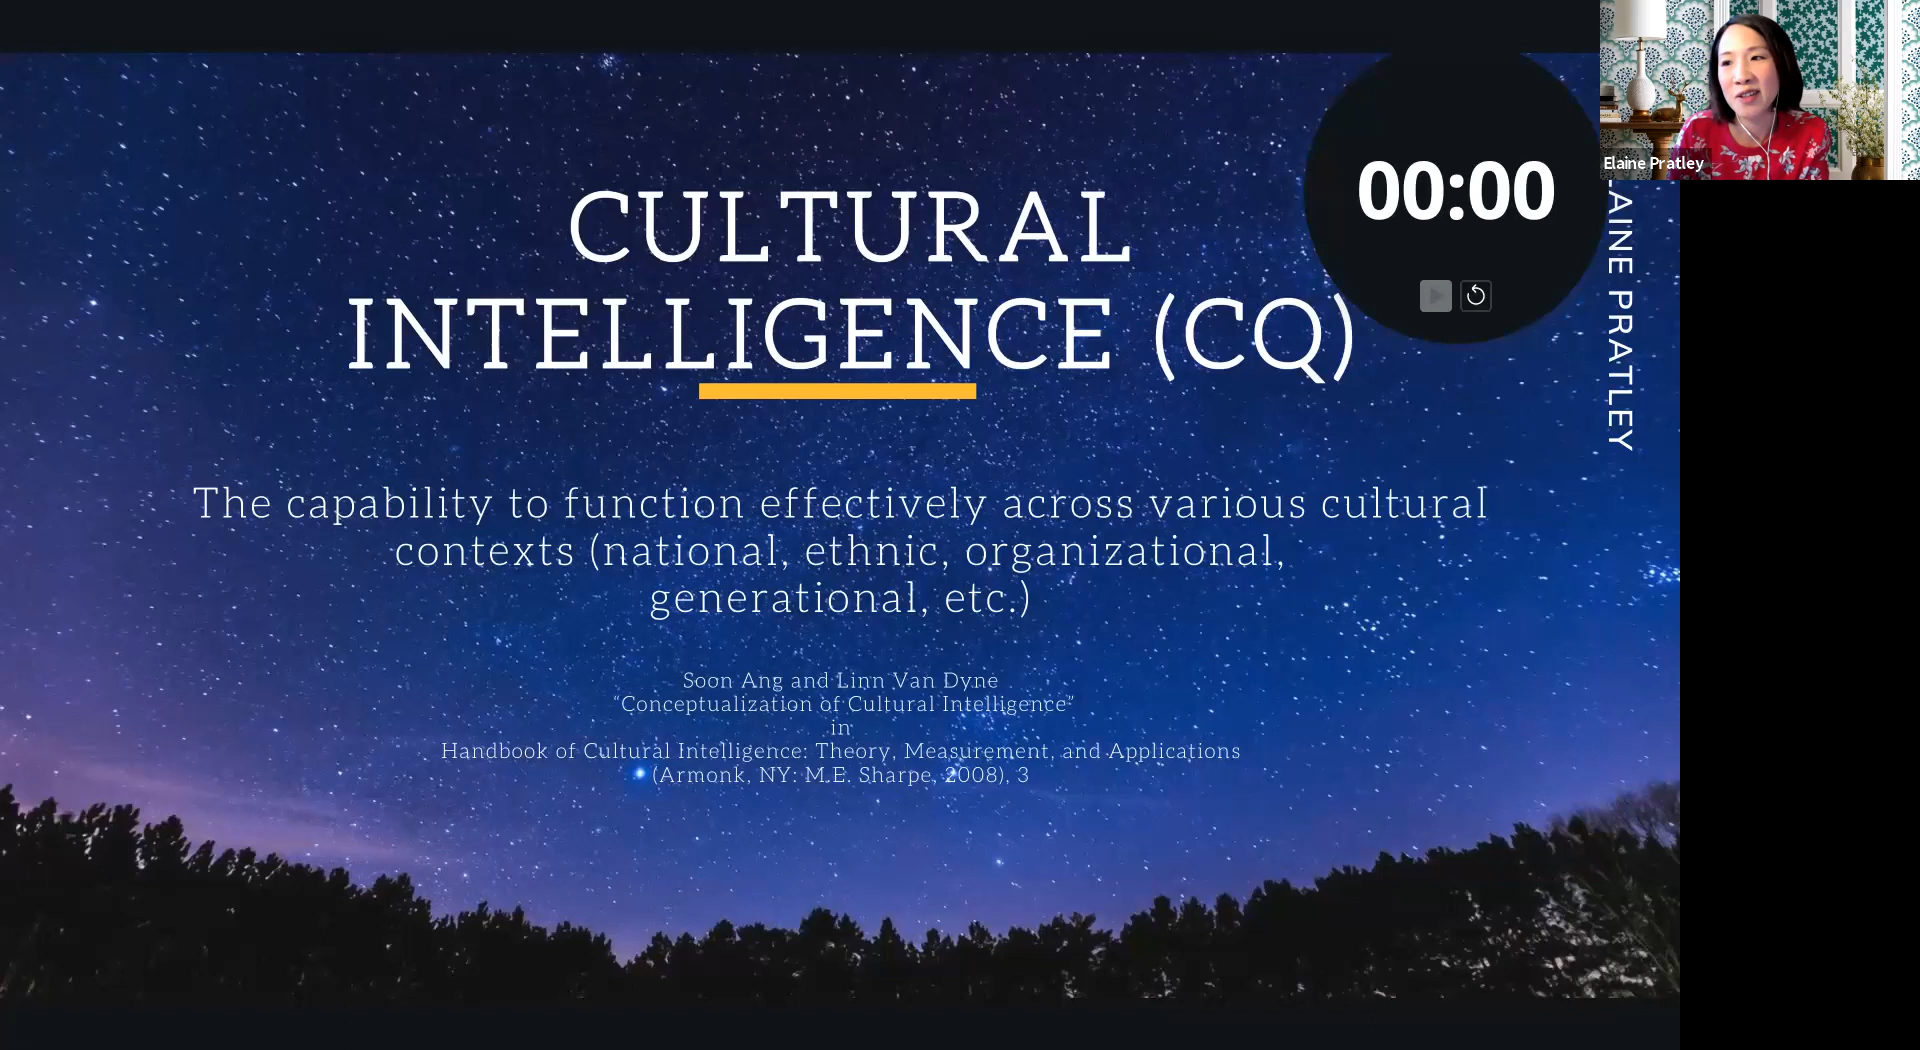 CULTURAL
INTELLIGENCE (CQ)
00:00
Elaine Pratley
LAINE PRATLEY
The capability to function effectively across various cultural
contexts (national, ethnic, organizational,
generational, etc.)
Soon Ang and Linn Van Dyne
“Conceptualization of Cultural Intelligence”
in
Handbook of Cultural Intelligence: Theory, Measurement, and Applications
(Armonk, NY: M.E. Sharpe, 2008), 3